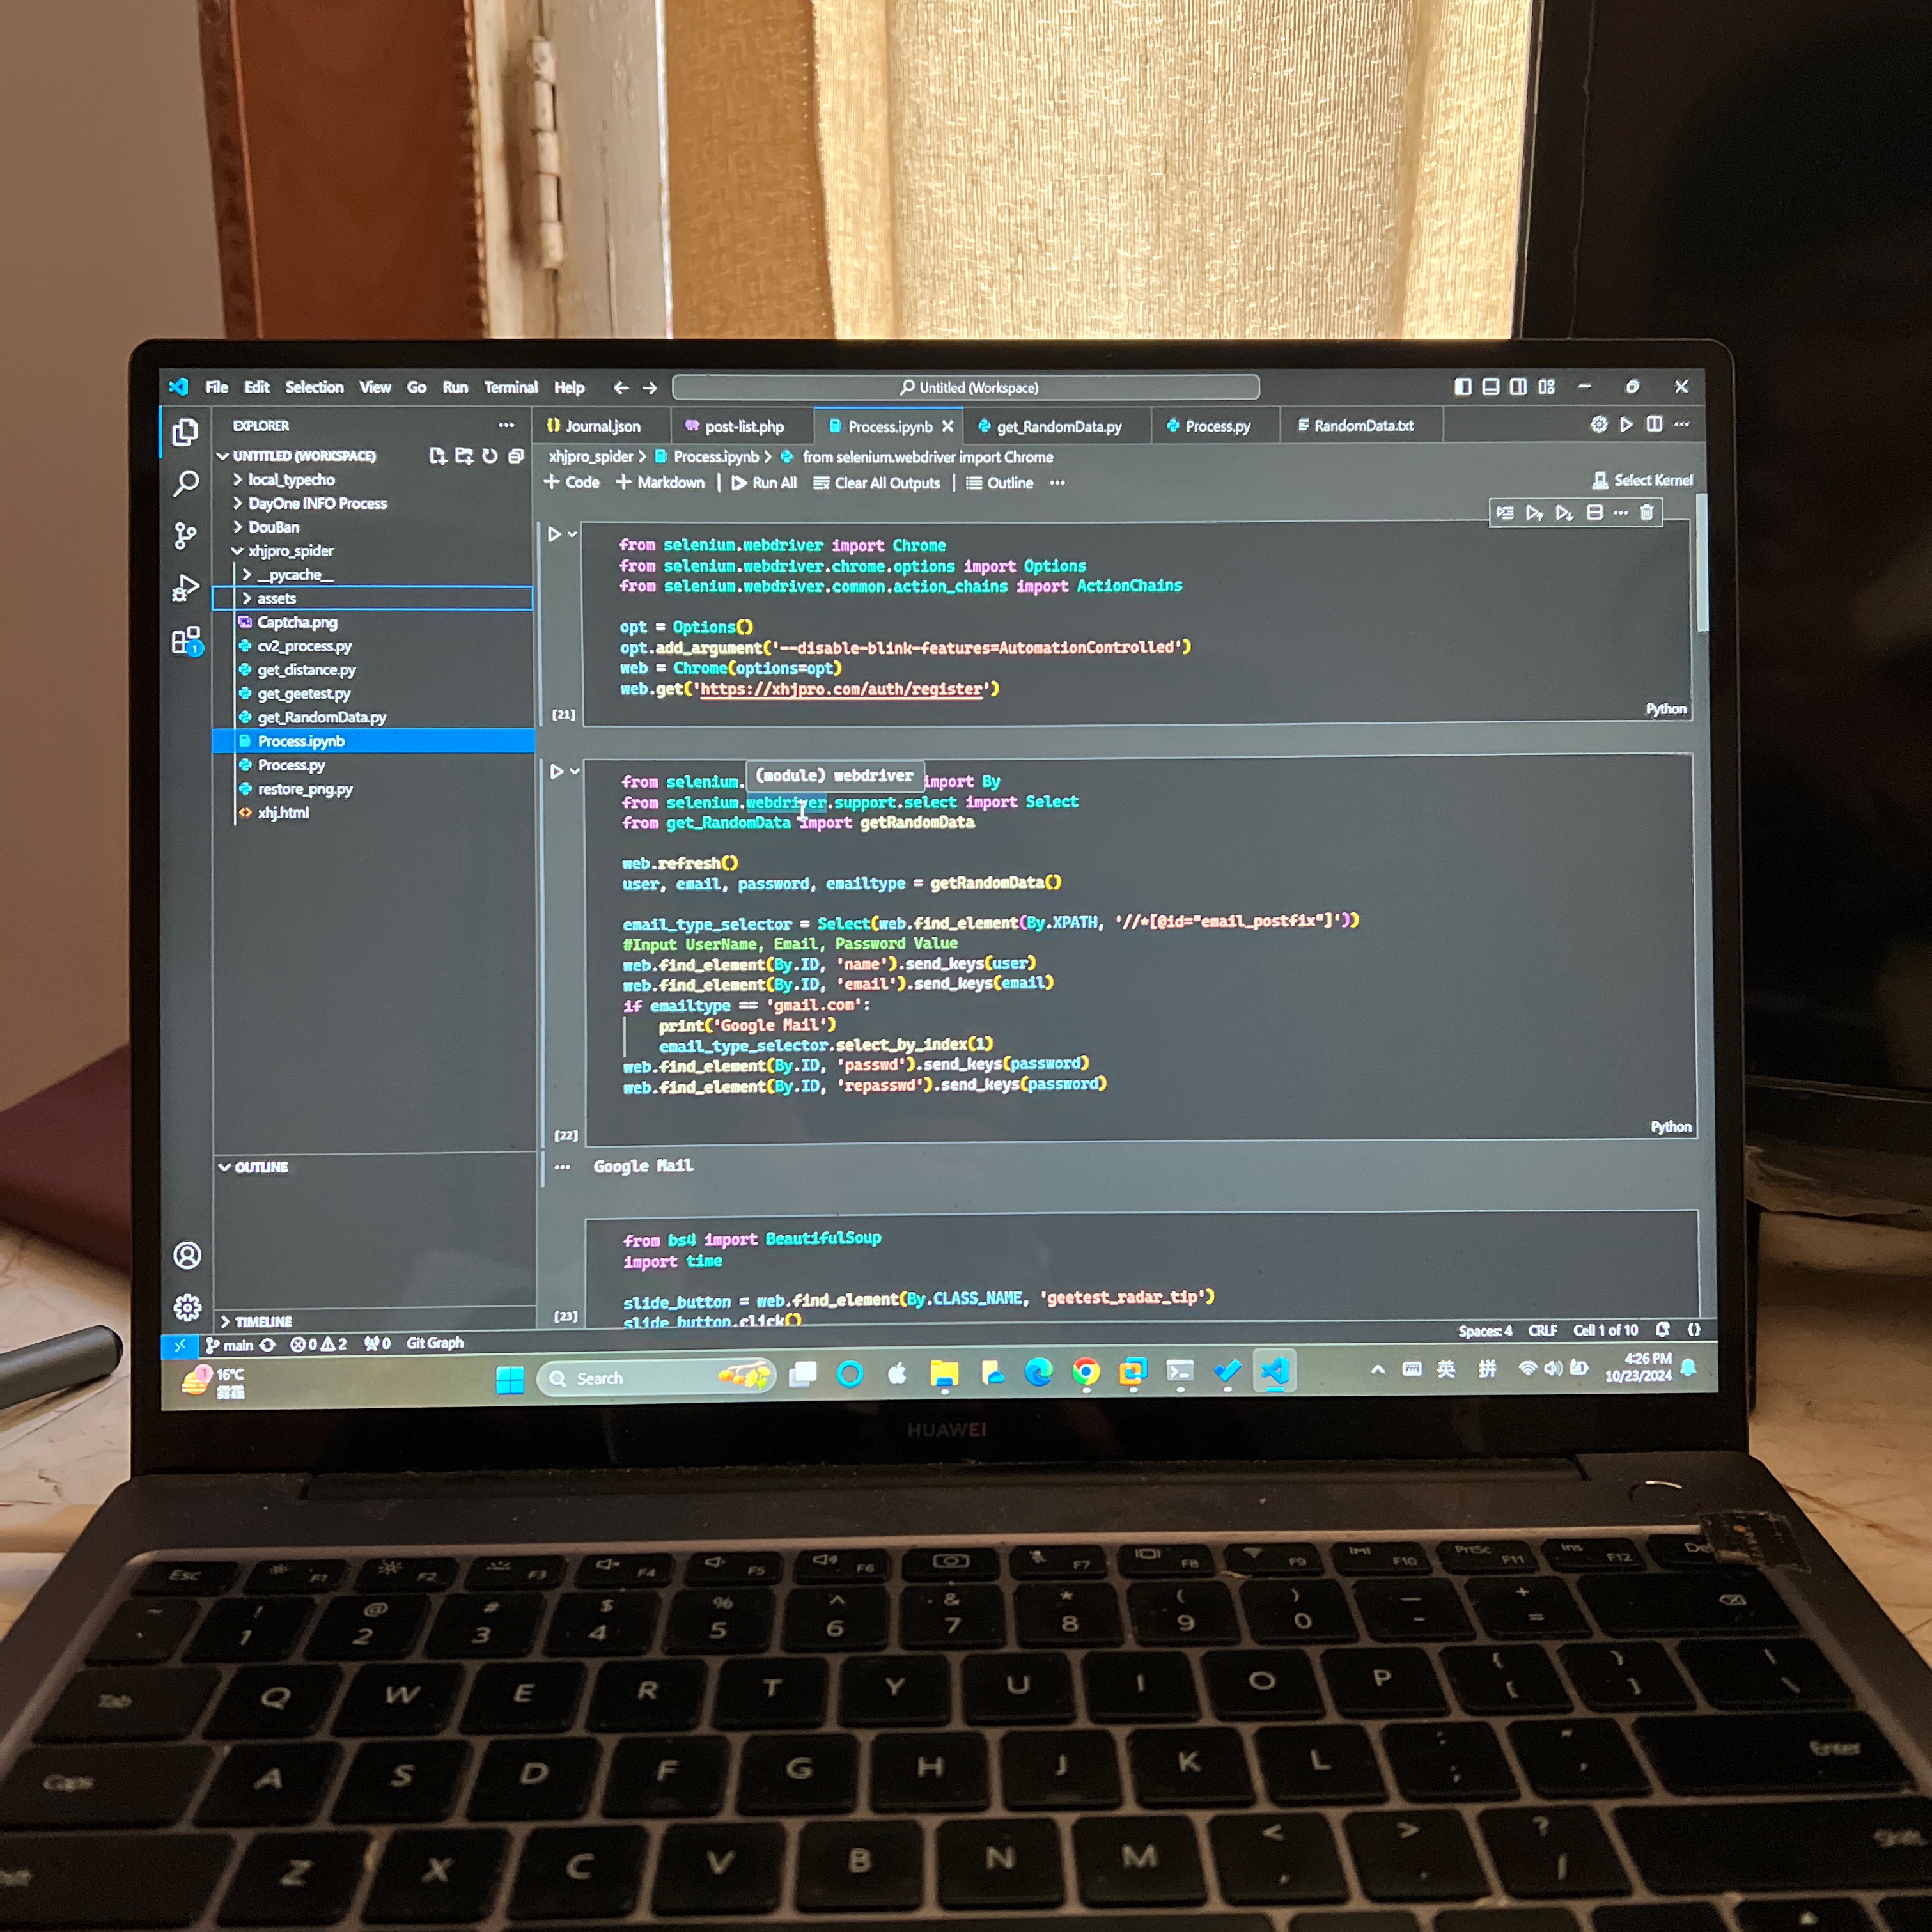 File Edit Selection View Go Run Terminal Help Untitled (Workspace)
EXPLORER
Journal.json post-list.php Process.ipynb get_RandomData.py Process.py RandomData.txt
UNTITLED (WORKSPACE)
local_typecho
DayOne INFO Process
DouBan
xhjpro_spider
__pycache__
assets
Captcha.png
cv2_process.py
get_distance.py
get_geetest.py
get_RandomData.py
Process.ipynb
Process.py
restore_png.py
xhj.html
OUTLINE
TIMELINE
1
xhjpro_spider > Process.ipynb > from selenium.webdriver import Chrome
+ Code + Markdown Run All Clear All Outputs Outline Select Kernel
from selenium.webdriver import Chrome
from selenium.webdriver.chrome.options import Options
from selenium.webdriver.common.action_chains import ActionChains
opt = Options()
opt.add_argument('--disable-blink-features=AutomationControlled')
web = Chrome(options=opt)
web.get('https://xhjpro.com/auth/register')
[21] Python
(module) webdriver
from selenium. import By
from selenium.webdriver.support.select import Select
from get_RandomData import getRandomData
web.refresh()
user, email, password, emailtype = getRandomData()
email_type_selector = Select(web.find_element(By.XPATH, '//*[@id="email_postfix"]'))
#Input UserName, Email, Password Value
web.find_element(By.ID, 'name').send_keys(user)
web.find_element(By.ID, 'email').send_keys(email)
if emailtype == 'gmail.com':
print('Google Mail')
email_type_selector.select_by_index(1)
web.find_element(By.ID, 'passwd').send_keys(password)
web.find_element(By.ID, 'repasswd').send_keys(password)
[22] Python
Google Mail
from bs4 import BeautifulSoup
import time
slide_button = web.find_element(By.CLASS_NAME, 'geetest_radar_tip')
slide_button.click()
[23]
main 0 2 0 Git Graph Spaces: 4 CRLF Cell 1 of 10
1 16°C
Search
英 拼
4:26 PM
10/23/2024
HUAWEI
Esc F1 F2 F3 F4 F5 F6 F7 F8 F9 F10 PrtSc F11 Ins F12 De
~ ! @ # $ % ^ & * ( ) — +
` 1 2 3 4 5 6 7 8 9 0 - =
Tab Q W E R T Y U I O P { [ } ] | \
Caps A S D F G H J K L : ; " ' Enter
Z X C V B N M < , > . ? / Shift